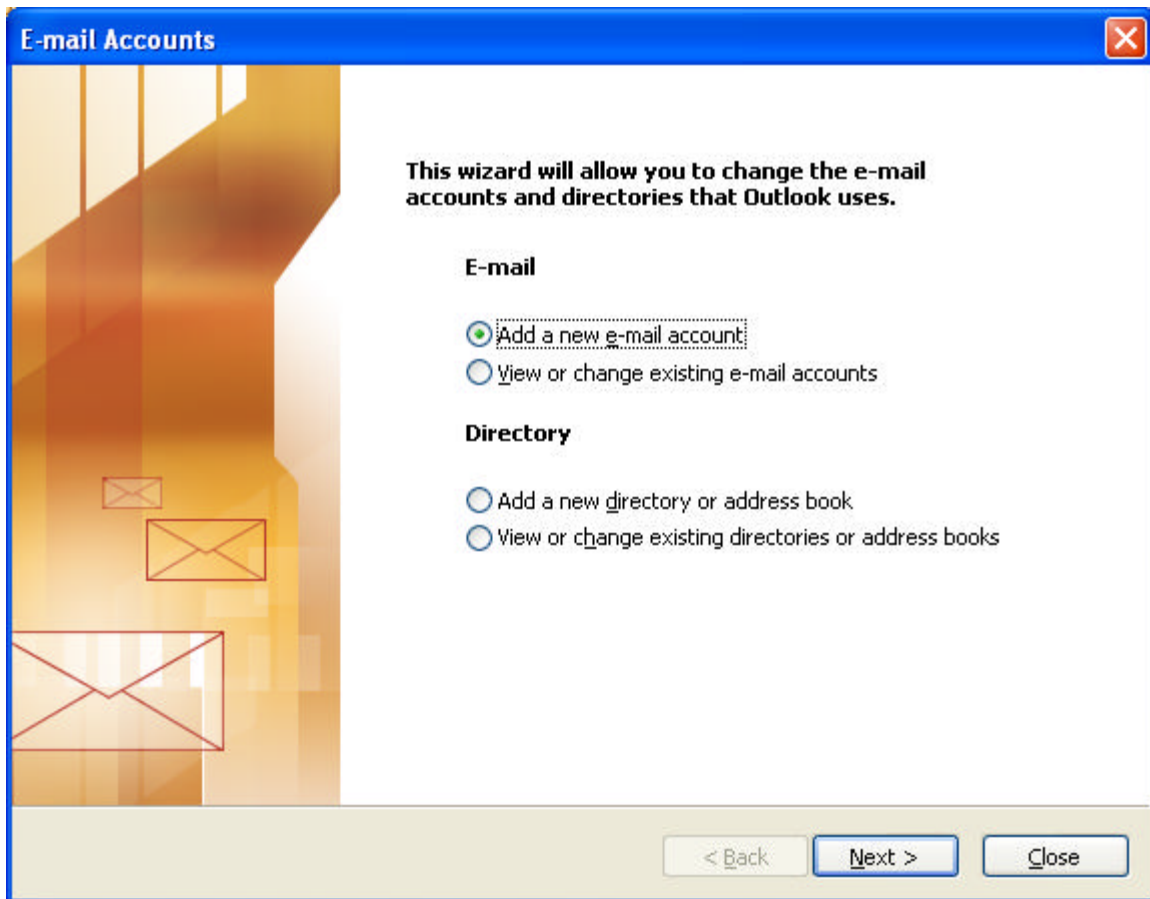 E-mail Accounts
This wizard will allow you to change the e-mail
accounts and directories that Outlook uses.
E-mail
Add a new e-mail account
View or change existing e-mail accounts
Directory
Add a new directory or address book
View or change existing directories or address books
< Back Next > Close